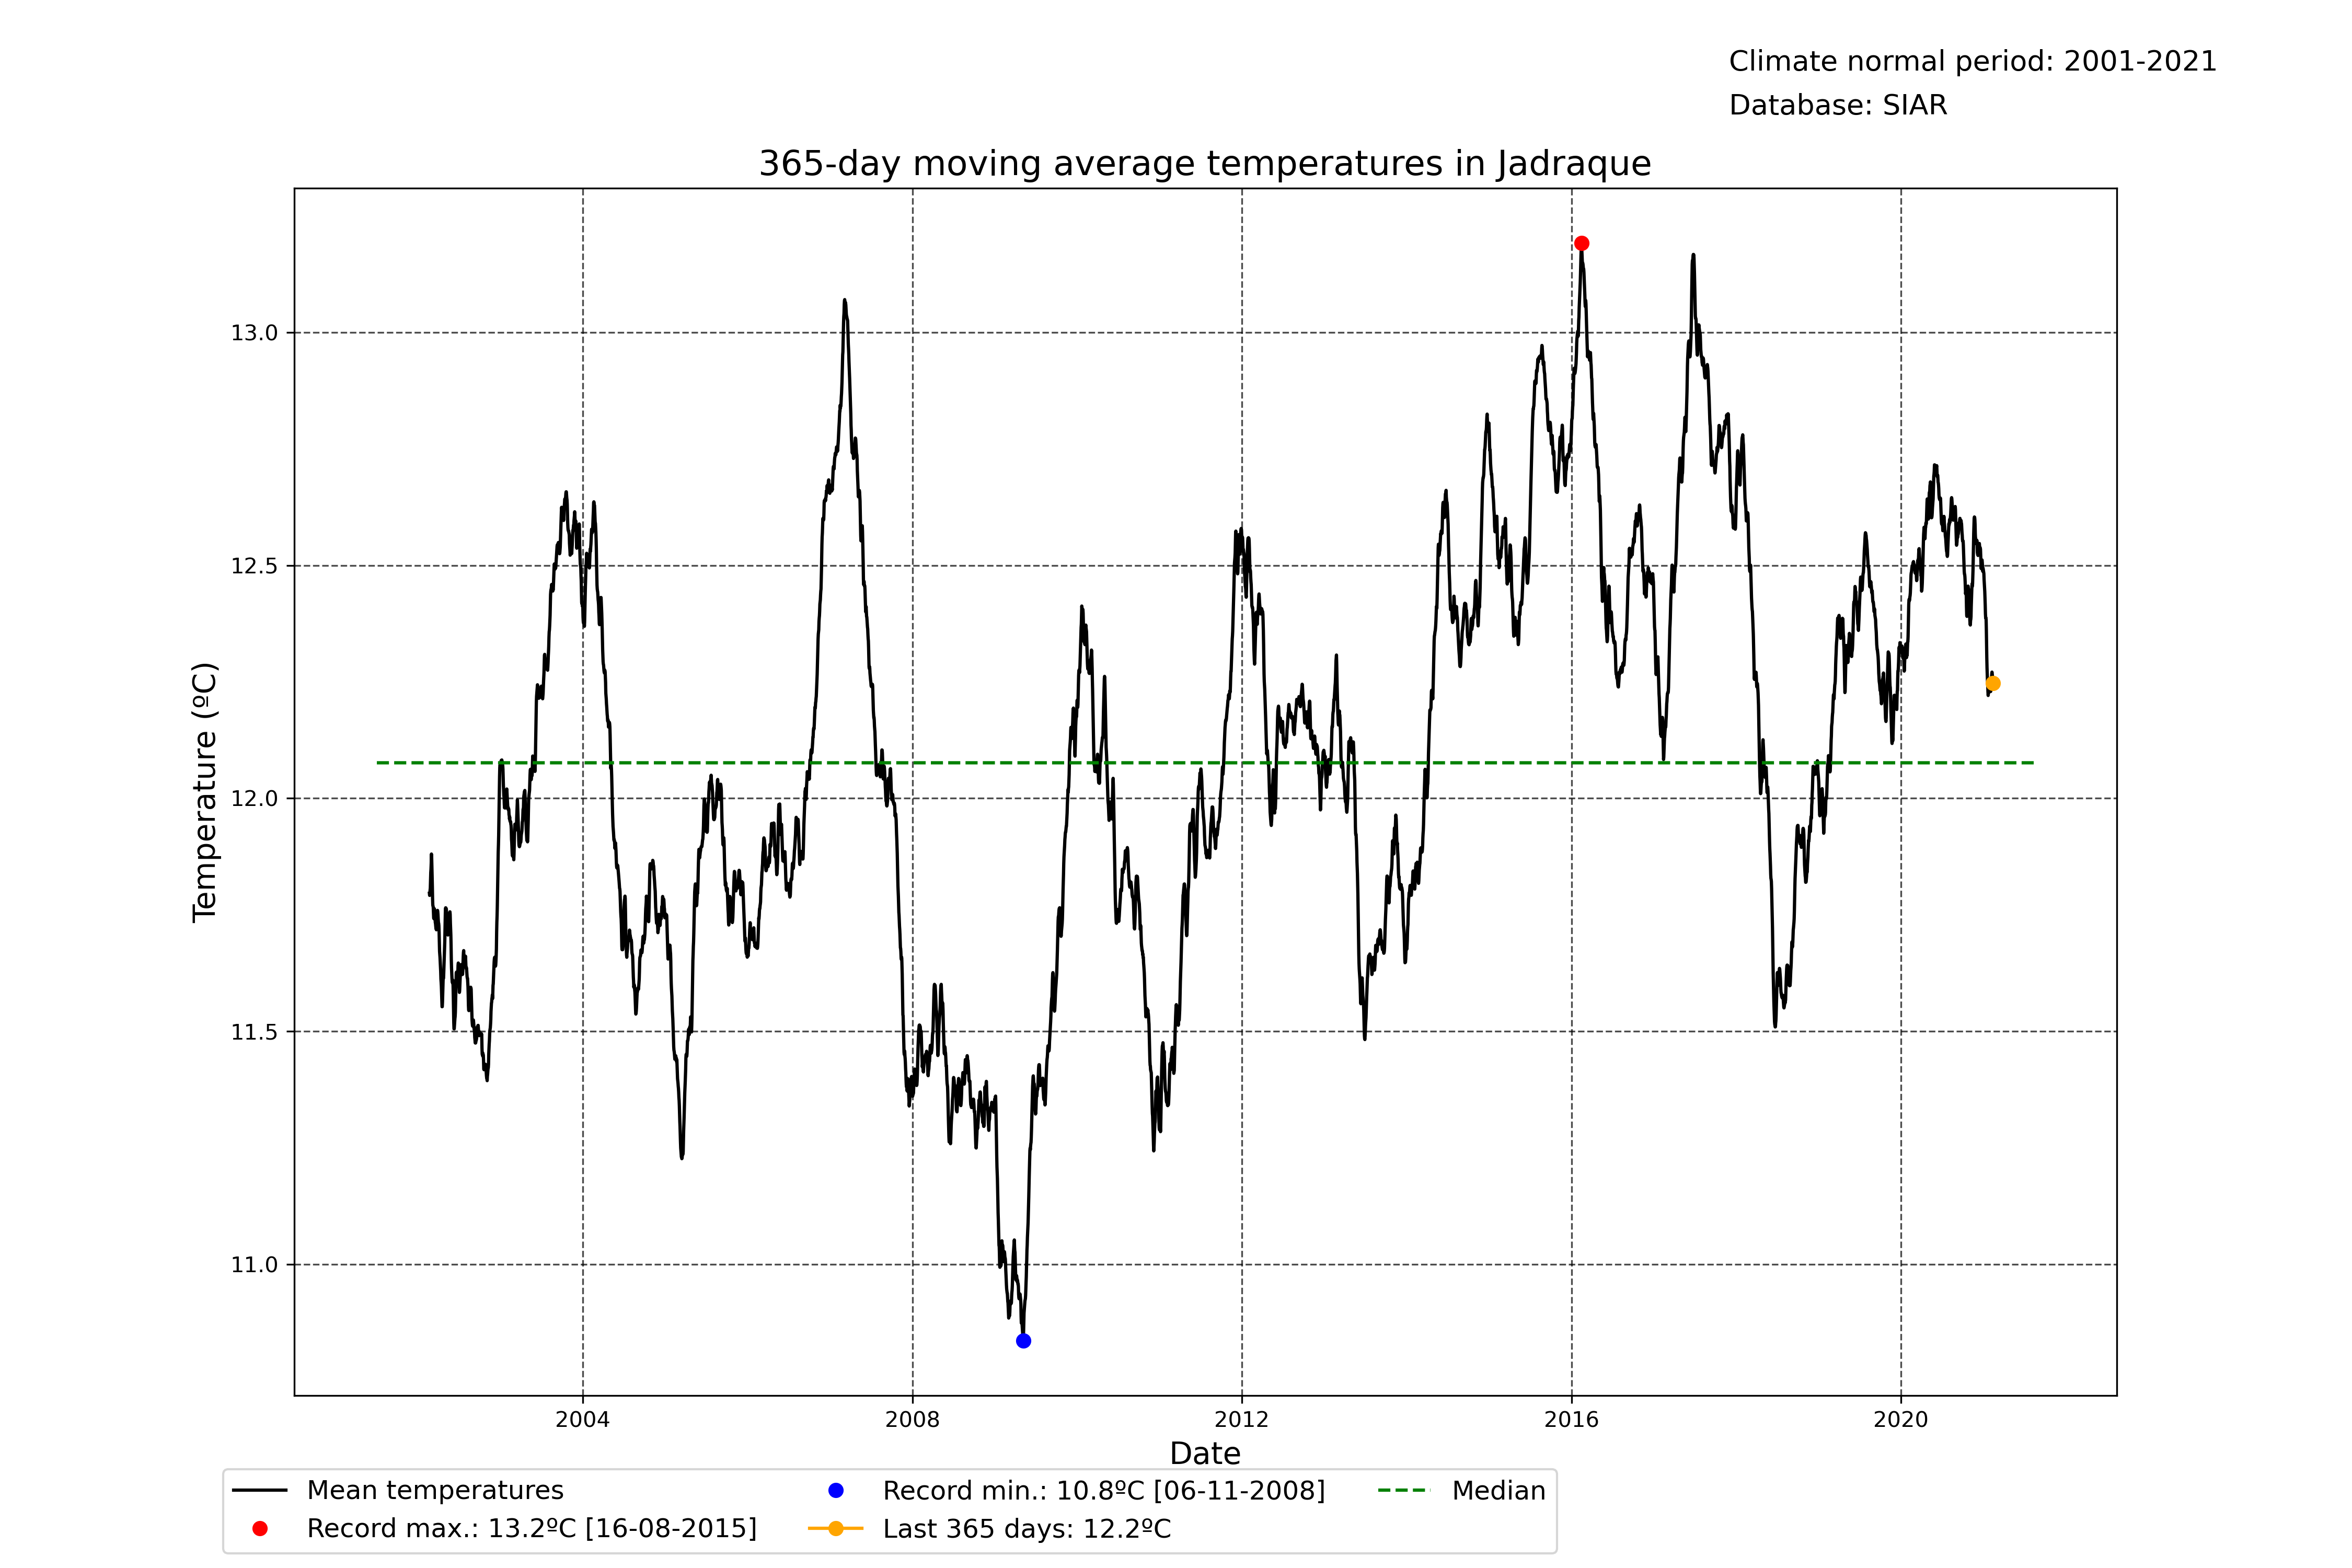 Climate normal period: 2001-2021
Database: SIAR
365-day moving average temperatures in Jadraque
Temperature (ºC)
13.0
12.5
12.0
11.5
11.0
2004
2008
2012
2016
2020
Date
Mean temperatures
Record max.: 13.2ºC [16-08-2015]
Record min.: 10.8ºC [06-11-2008]
Last 365 days: 12.2ºC
Median